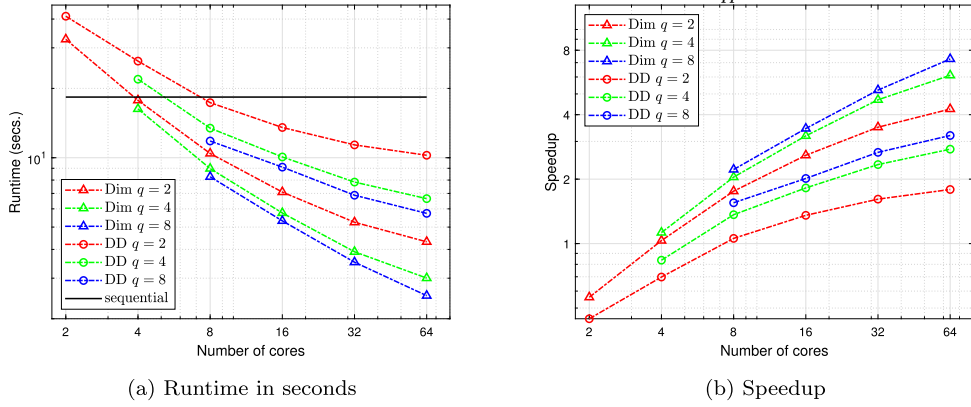 Runtime (secs.)
10¹
Dim q = 2
Dim q = 4
Dim q = 8
DD q = 2
DD q = 4
DD q = 8
sequential
2 4 8 16 32 64
Number of cores
(a) Runtime in seconds
Speedup
8
4
2
1
Dim q = 2
Dim q = 4
Dim q = 8
DD q = 2
DD q = 4
DD q = 8
2 4 8 16 32 64
Number of cores
(b) Speedup